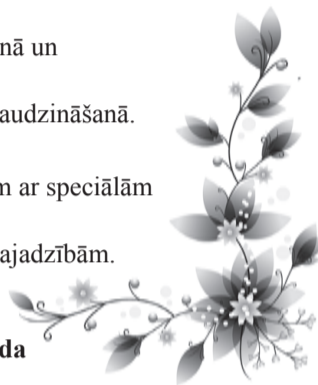 nā un
audzināšanā.
m ar speciālām
ajadzībām.
da